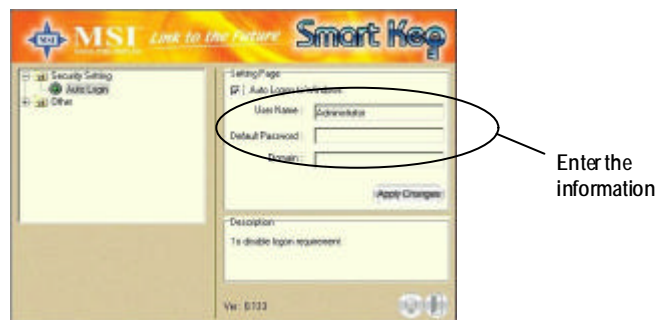 MSI Link to the Future Smart Key
Security Setting
Auto Login
Other
Setting Page
Auto Logon to Windows
User Name : Administrator
Default Password :
Domain :
Apply Changes
Enter the
information
Description
To disable logon requirement
Ver: